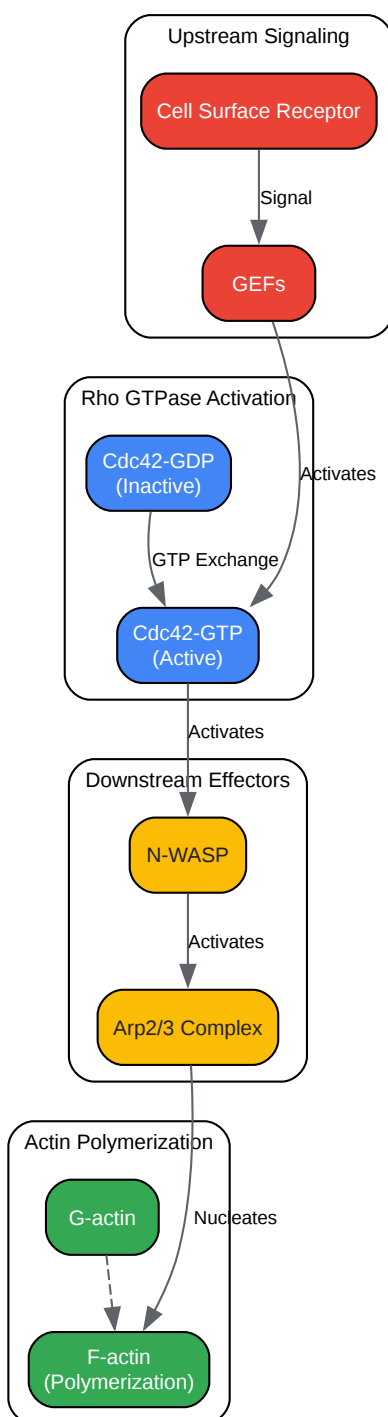 Upstream Signaling
Cell Surface Receptor
Signal
GEFs
Rho GTPase Activation
Cdc42-GDP
(Inactive)
Activates
GTP Exchange
Cdc42-GTP
(Active)
Activates
Downstream Effectors
N-WASP
Activates
Arp2/3 Complex
Actin Polymerization
G-actin
Nucleates
F-actin
(Polymerization)